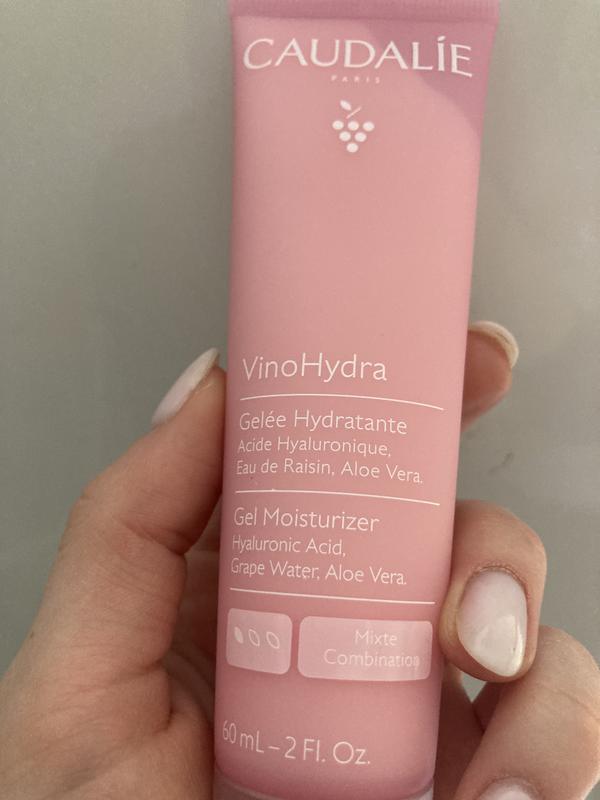 CAUDALÍE
PARIS
VinoHydra
Gelée Hydratante
Acide Hyaluronique,
Eau de Raisin, Aloe Vera.
Gel Moisturizer
Hyaluronic Acid,
Grape Water, Aloe Vera.
Mixte
Combination
60 mL – 2 Fl. Oz.